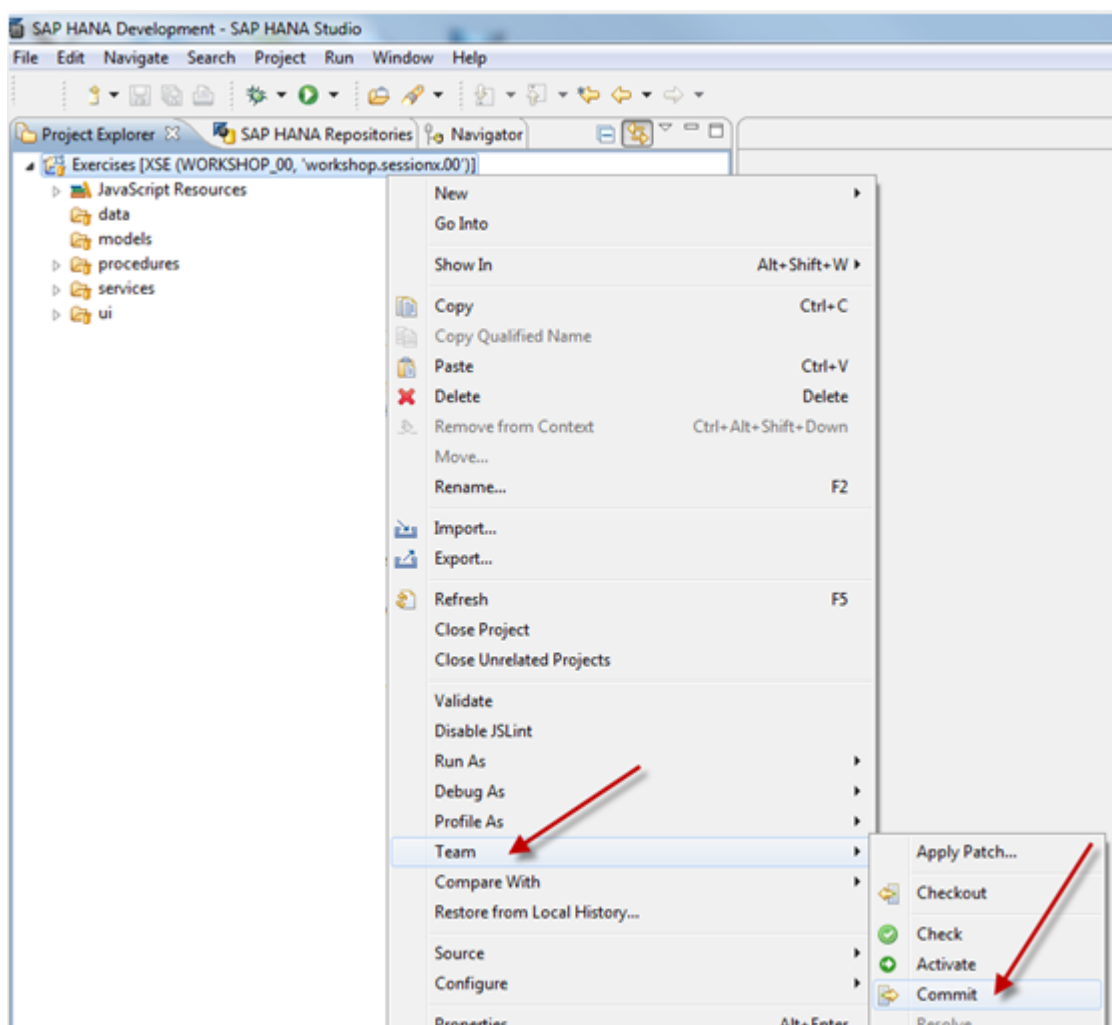 SAP HANA Development - SAP HANA Studio
File Edit Navigate Search Project Run Window Help
Project Explorer SAP HANA Repositories Navigator
Exercises [XSE (WORKSHOP_00, 'workshop.sessionx.00')]
JavaScript Resources
data
models
procedures
services
ui
New
Go Into
Show In Alt+Shift+W
Copy Ctrl+C
Copy Qualified Name
Paste Ctrl+V
Delete Delete
Remove from Context Ctrl+Alt+Shift+Down
Move...
Rename... F2
Import...
Export...
Refresh F5
Close Project
Close Unrelated Projects
Validate
Disable JSLint
Run As
Debug As
Profile As
Team
Compare With
Restore from Local History...
Source
Configure
Properties Alt+Enter
Apply Patch...
Checkout
Check
Activate
Commit
Resolve